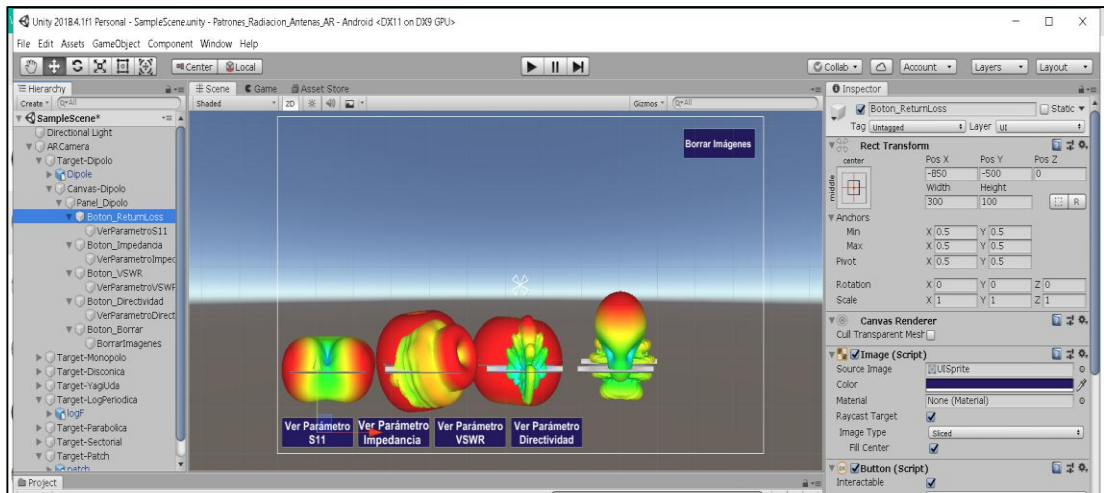 Unity 2018.4.1f1 Personal - SampleScene.unity - Patrones_Radiacion_Antenas_AR - Android <DX11 on DX9 GPU>
File Edit Assets GameObject Component Window Help
Center Local Collab Account Layers Layout
Hierarchy
Create Q▾All
SampleScene*
Directional Light
ARCamera
Target-Dipolo
Dipole
Canvas-Dipolo
Panel_Dipolo
Boton_ReturnLoss
VerParametroS11
Boton_Impedancia
VerParametroImpec
Boton_VSWR
VerParametroVSWF
Boton_Directividad
VerParametroDirect
Boton_Borrar
BorrarImagenes
Target-Monopolo
Target-Disconica
Target-YagiUda
Target-LogPeriodica
logF
Target-Parabolica
Target-Sectorial
Target-Patch
patch
Project
Scene Game Asset Store
Shaded 2D Gizmos Q▾All
Borrar Imágenes
Ver Parámetro S11
Ver Parámetro Impedancia
Ver Parámetro VSWR
Ver Parámetro Directividad
Inspector
Boton_ReturnLoss Static
Tag Untagged Layer UI
Rect Transform
center Pos X Pos Y Pos Z
middle -850 -500 0
Width Height
300 100 R
Anchors
Min X 0.5 Y 0.5
Max X 0.5 Y 0.5
Pivot X 0.5 Y 0.5
Rotation X 0 Y 0 Z 0
Scale X 1 Y 1 Z 1
Canvas Renderer
Cull Transparent Mesh
Image (Script)
Source Image UISprite
Color
Material None (Material)
Raycast Target
Image Type Sliced
Fill Center
Button (Script)
Interactable